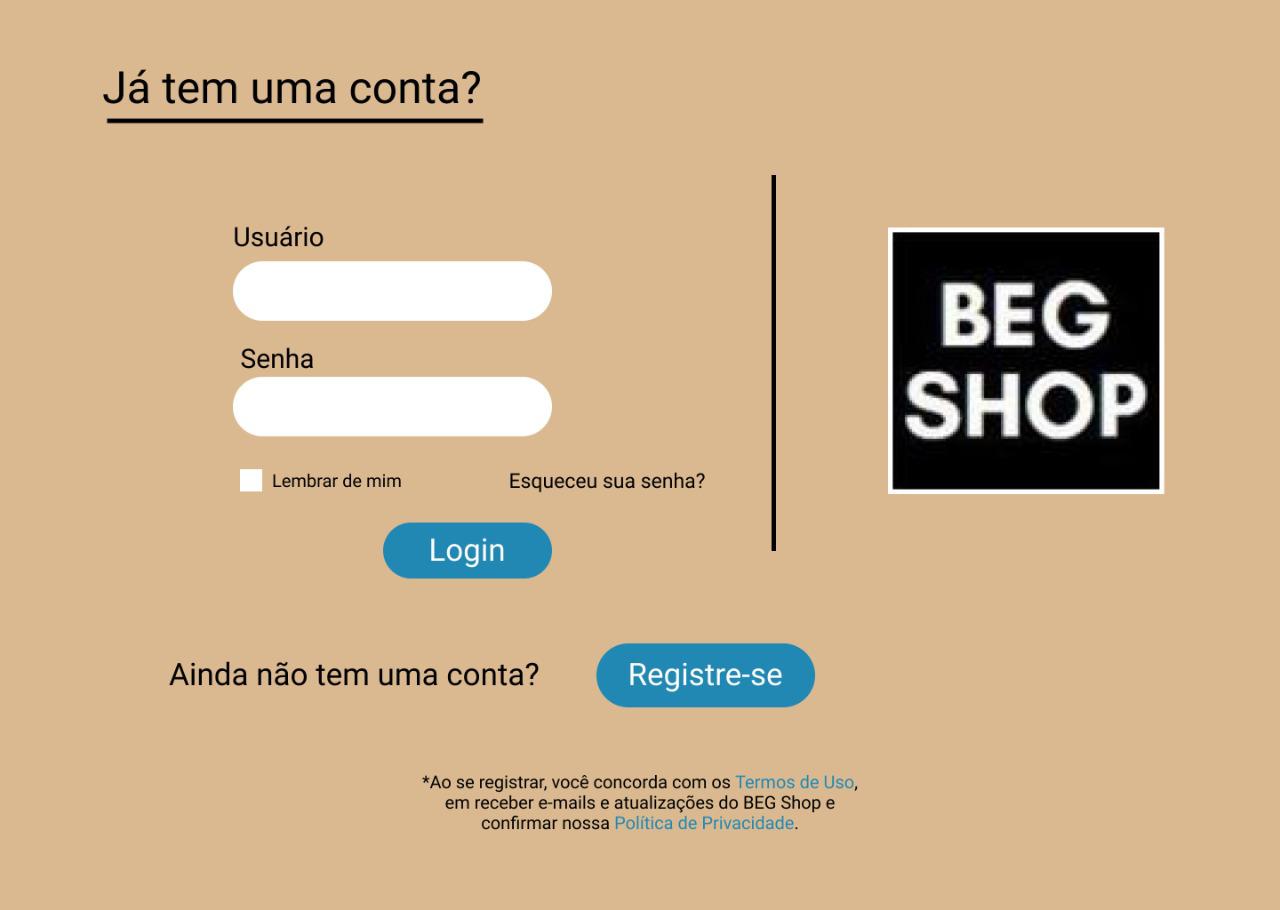 Já tem uma conta?
Usuário
Senha
Lembrar de mim
Esqueceu sua senha?
Login
BEG
SHOP
Ainda não tem uma conta?
Registre-se
*Ao se registrar, você concorda com os Termos de Uso,
em receber e-mails e atualizações do BEG Shop e
confirmar nossa Política de Privacidade.